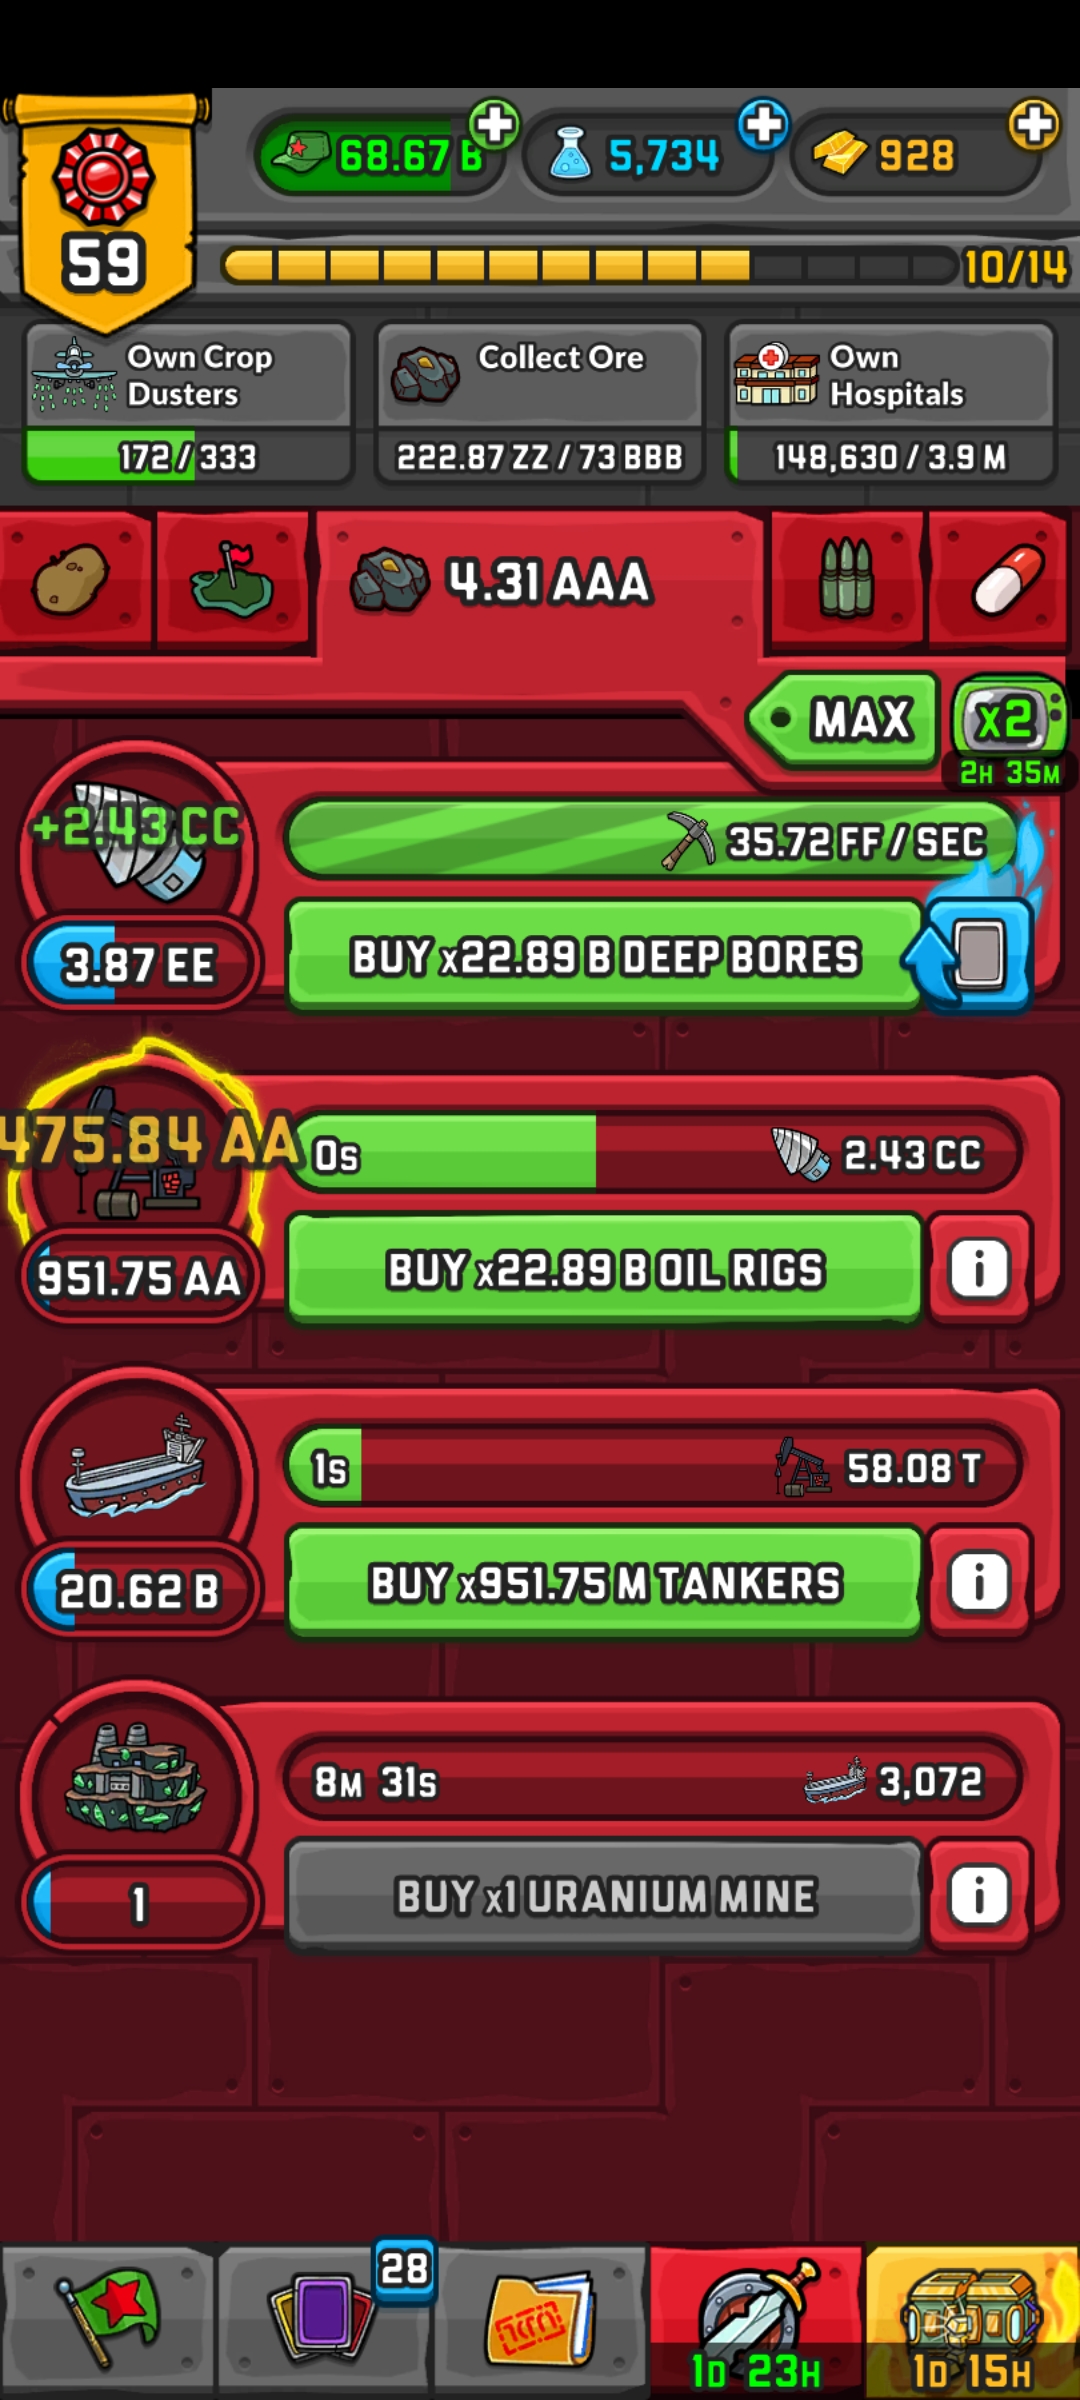 68.67 B
5,734
928
59
10/14
Own Crop
Dusters
172 / 333
Collect Ore
222.87 ZZ / 73 BBB
Own
Hospitals
148,630 / 3.9 M
4.31 AAA
MAX
x2
2H 35M
+2.43 CC
35.72 FF / SEC
3.87 EE
BUY x22.89 B DEEP BORES
475.84 AA
0s
2.43 CC
951.75 AA
BUY x22.89 B OIL RIGS
i
1s
58.08 T
20.62 B
BUY x951.75 M TANKERS
i
8M 31s
3,072
1
BUY x1 URANIUM MINE
i
28
1D 23H
1D 15H